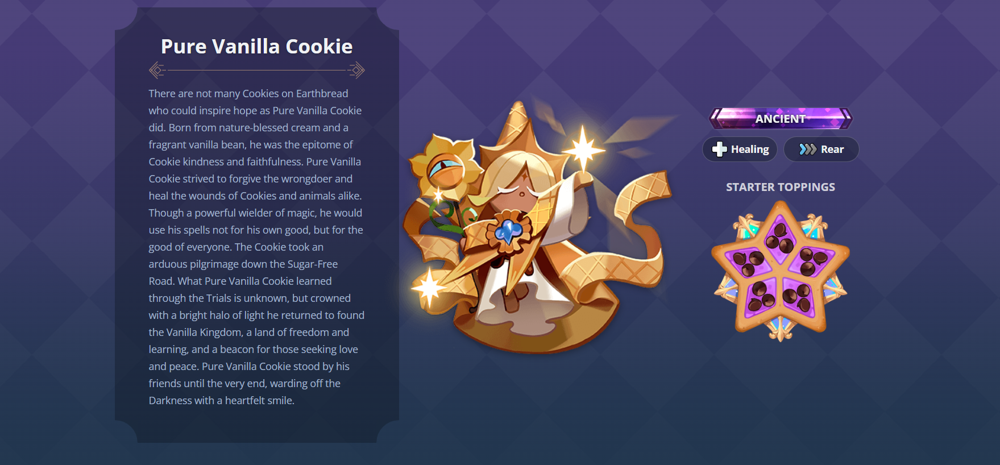 Pure Vanilla Cookie
There are not many Cookies on Earthbread
who could inspire hope as Pure Vanilla Cookie
did. Born from nature-blessed cream and a
fragrant vanilla bean, he was the epitome of
Cookie kindness and faithfulness. Pure Vanilla
Cookie strived to forgive the wrongdoer and
heal the wounds of Cookies and animals alike.
Though a powerful wielder of magic, he would
use his spells not for his own good, but for the
good of everyone. The Cookie took an
arduous pilgrimage down the Sugar-Free
Road. What Pure Vanilla Cookie learned
through the Trials is unknown, but crowned
with a bright halo of light he returned to found
the Vanilla Kingdom, a land of freedom and
learning, and a beacon for those seeking love
and peace. Pure Vanilla Cookie stood by his
friends until the very end, warding off the
Darkness with a heartfelt smile.
ANCIENT
Healing
Rear
STARTER TOPPINGS